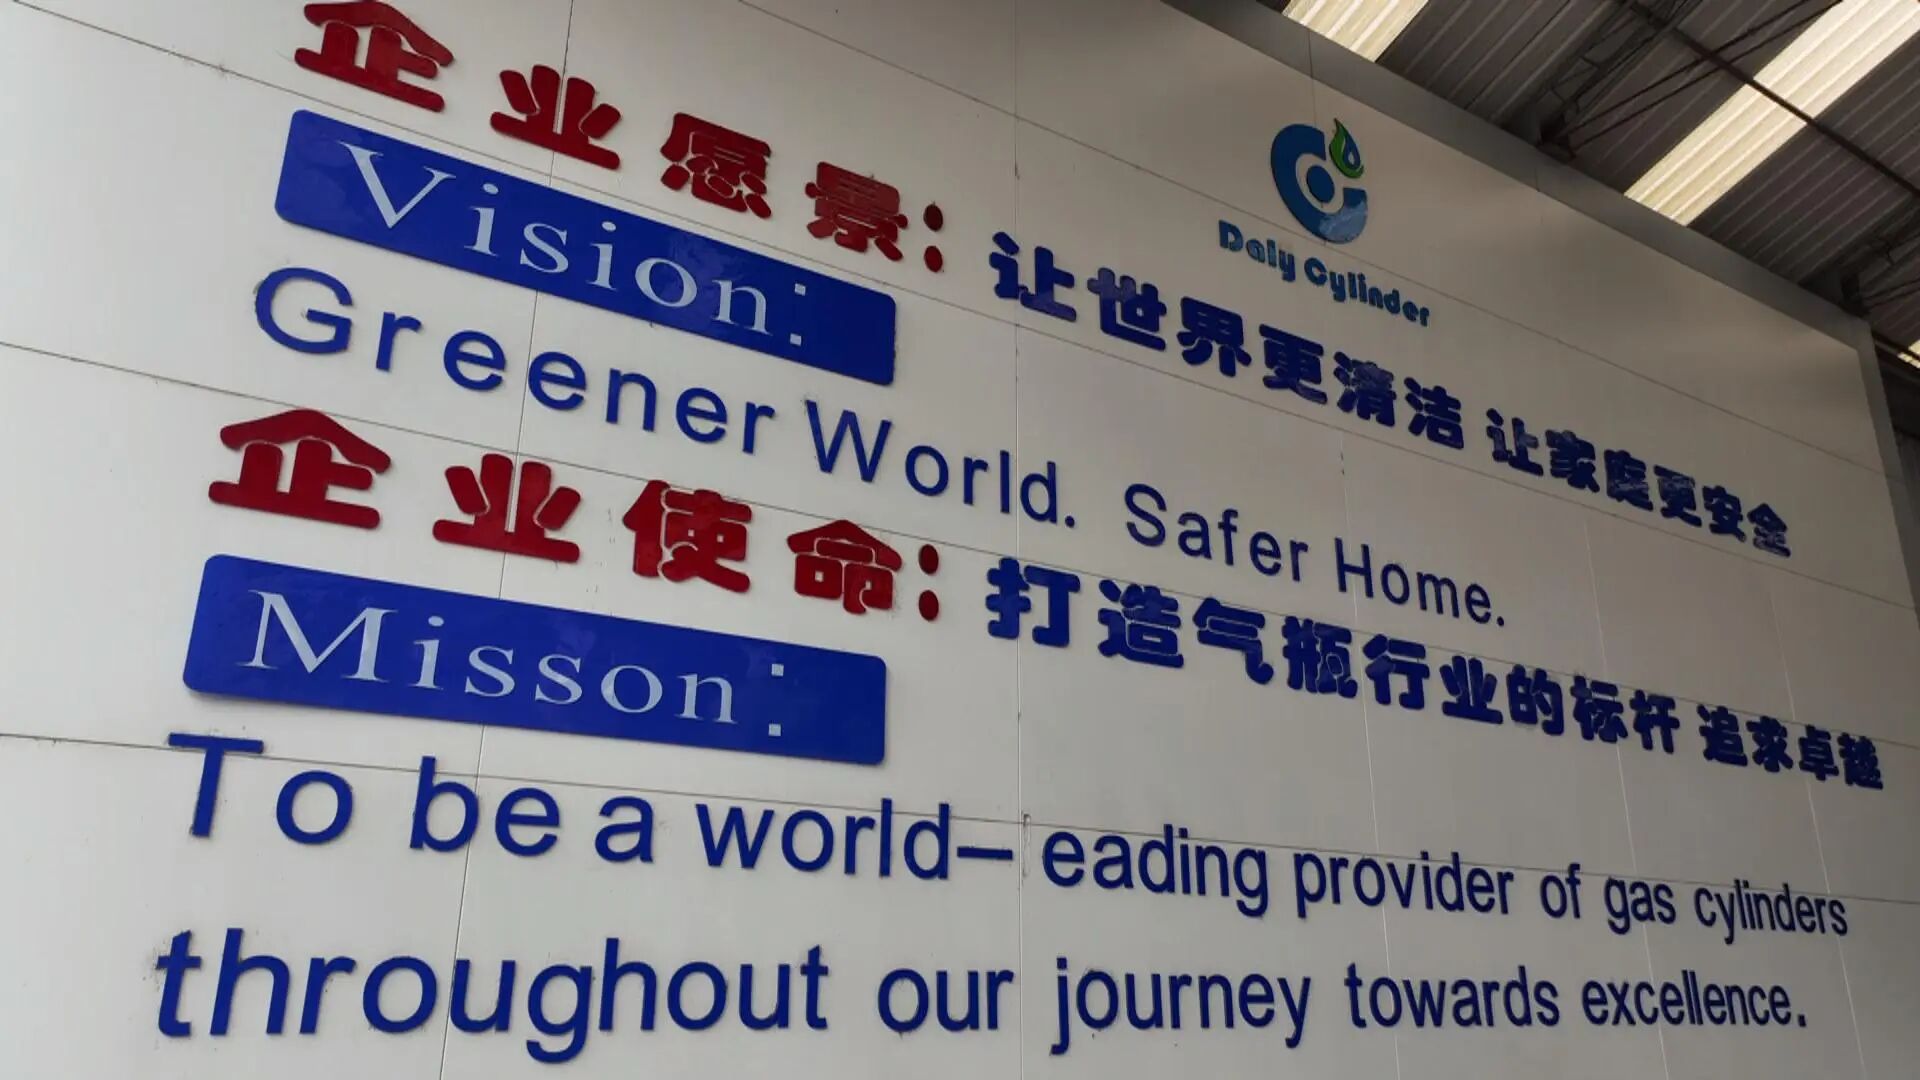 Daly Cylinder
企业愿景：让世界更清洁 让家庭更安全
Vision:
Greener World. Safer Home.
企业使命：打造气瓶行业的标杆 追求卓越
Misson:
To be a world– eading provider of gas cylinders
throughout our journey towards excellence.